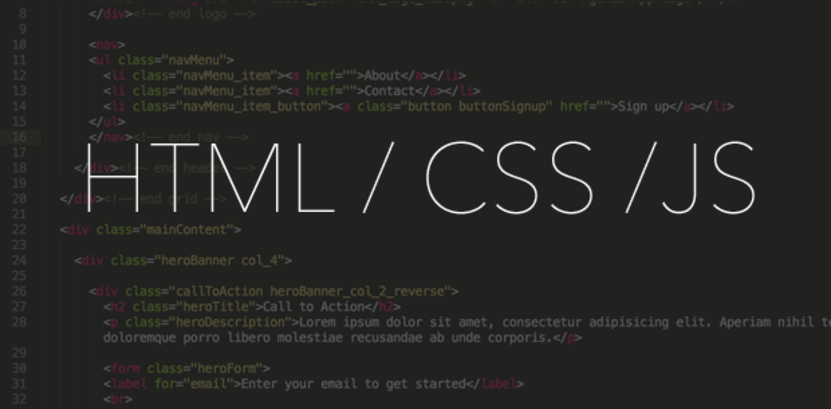 8 </div><!-- end logo -->
9
10 <nav>
11 <ul class="navMenu">
12 <li class="navMenu_item"><a href="">About</a></li>
13 <li class="navMenu_item"><a href="">Contact</a></li>
14 <li class="navMenu_item_button"><a class="button buttonSignup" href="">Sign up</a></li>
15 </ul>
16 </nav><!-- end nav -->
17
HTML / CSS /JS
18 </div><!-- end header -->
19
20 </div><!-- end grid -->
21
22 <div class="mainContent">
23
24 <div class="heroBanner col_4">
25
26 <div class="callToAction heroBanner_col_2_reverse">
27 <h2 class="heroTitle">Call to Action</h2>
28 <p class="heroDescription">Lorem ipsum dolor sit amet, consectetur adipisicing elit. Aperiam nihil
doloremque porro libero molestiae recusandae ab unde corporis.</p>
29
30 <form class="heroForm">
31 <label for="email">Enter your email to get started</label>
32 <br>